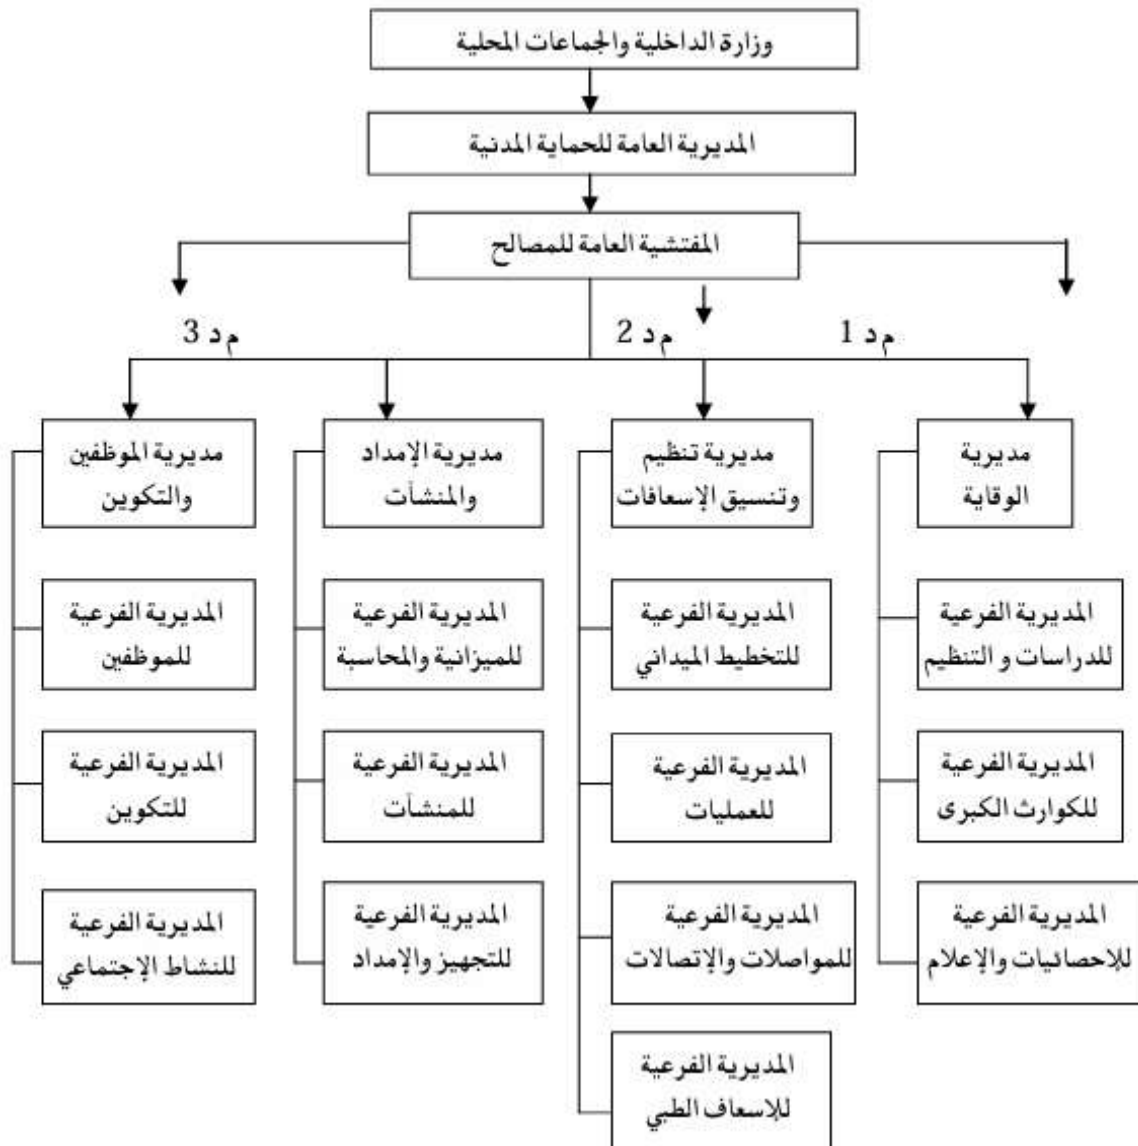 وزارة الداخلية والجماعات المحلية
المديرية العامة للحماية المدنية
المفتشية العامة للمصالح
م د 1
م د 2
م د 3
مديرية
الوقاية
المديرية الفرعية
للدراسات و التنظيم
المديرية الفرعية
للكوارث الكبرى
المديرية الفرعية
للاحصائيات والإعلام
مديرية تنظيم
وتنسيق الإسعافات
المديرية الفرعية
للتخطيط الميداني
المديرية الفرعية
للعمليات
المديرية الفرعية
للمواصلات والإتصالات
المديرية الفرعية
للإسعاف الطبي
مديرية الإمداد
والمنشآت
المديرية الفرعية
للميزانية والمحاسبة
المديرية الفرعية
للمنشآت
المديرية الفرعية
للتجهيز والإمداد
مديرية الموظفين
والتكوين
المديرية الفرعية
للموظفين
المديرية الفرعية
للتكوين
المديرية الفرعية
للنشاط الإجتماعي